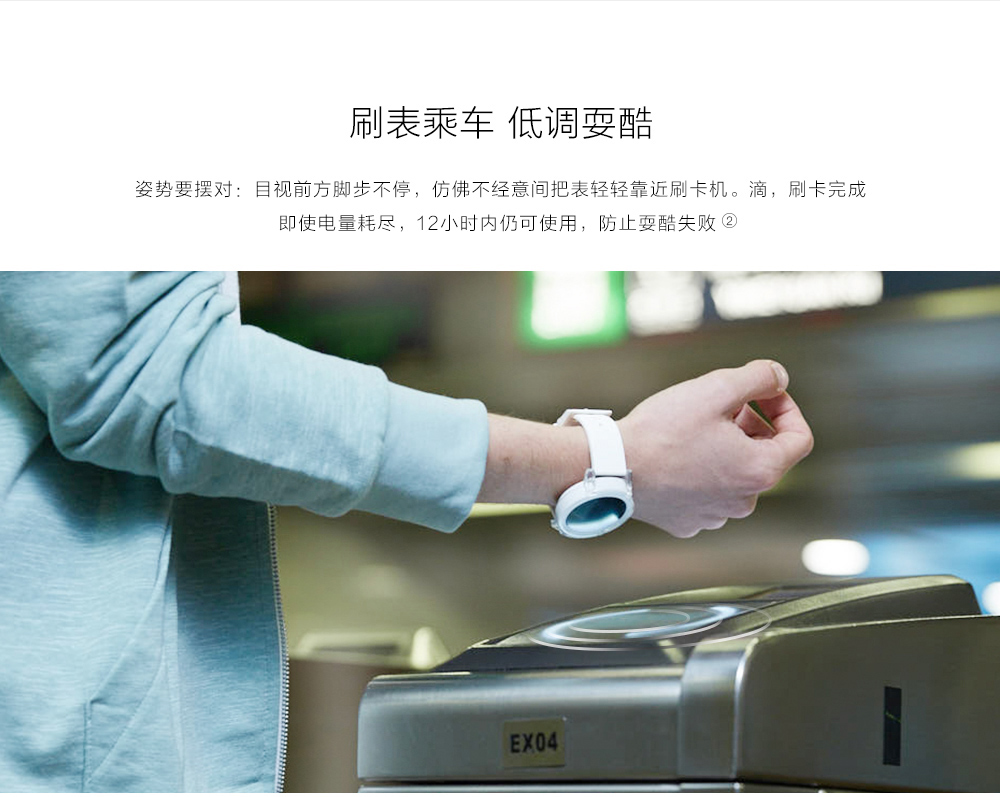 刷表乘车 低调耍酷
姿势要摆对：目视前方脚步不停，仿佛不经意间把表轻轻靠近刷卡机。滴，刷卡完成
即使电量耗尽，12小时内仍可使用，防止耍酷失败②
EX04